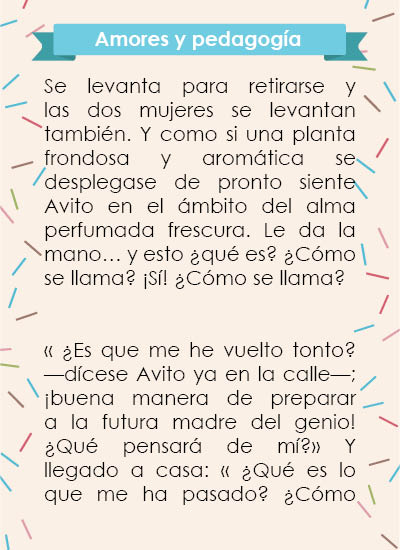 Amores y pedagogía
Se levanta para retirarse y
las dos mujeres se levantan
también. Y como si una planta
frondosa y aromática se
desplegase de pronto siente
Avito en el ámbito del alma
perfumada frescura. Le da la
mano... y esto ¿qué es? ¿Cómo
se llama? ¡Sí! ¿Cómo se llama?
« ¿Es que me he vuelto tonto?
—dícese Avito ya en la calle—;
¡buena manera de preparar
a la futura madre del genio!
¿Qué pensará de mí?» Y
llegado a casa: « ¿Qué es lo
que me ha pasado? ¿Cómo